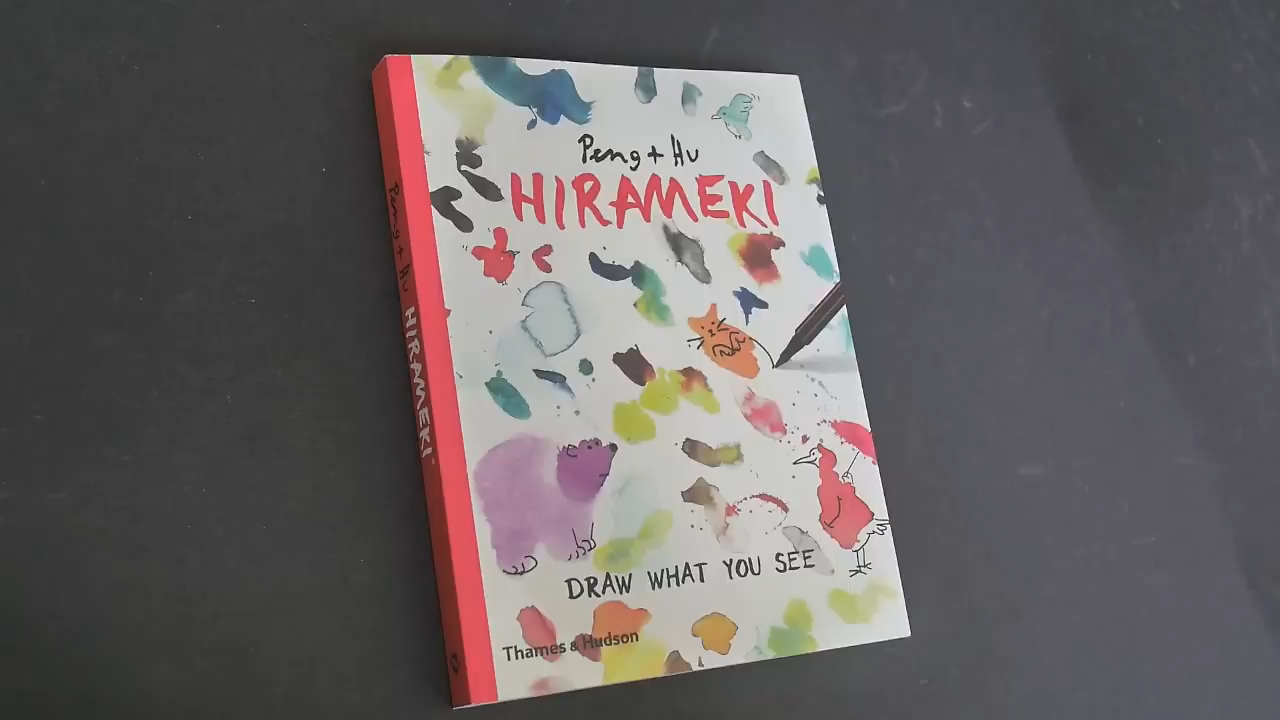 Peng + Hu
HIRAMEKI
DRAW WHAT YOU SEE
Thames & Hudson
Peng + Hu HIRAMEKI